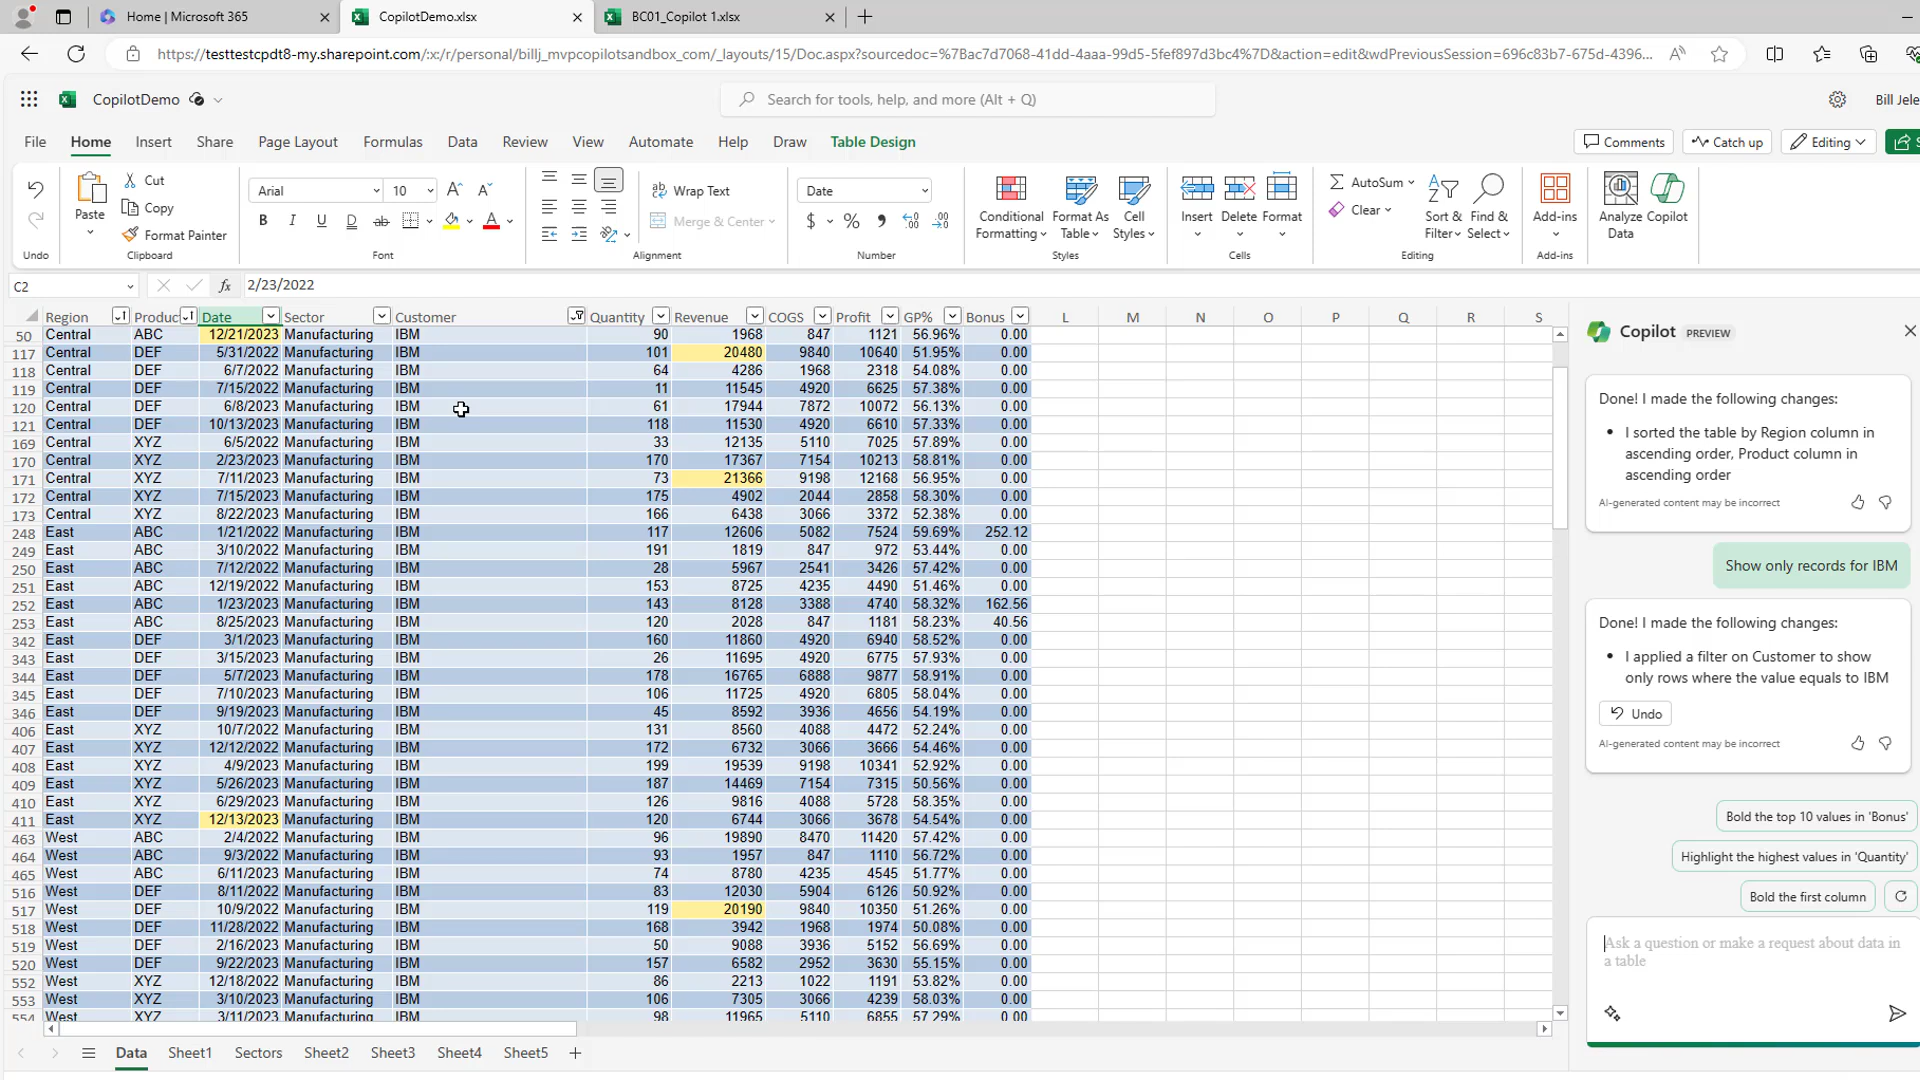 Home | Microsoft 365
CopilotDemo.xlsx
BC01_Copilot 1.xlsx
https://testtestcpdt8-my.sharepoint.com/:x:/r/personal/billj_mvpcopilotsandbox_com/_layouts/15/Doc.aspx?sourcedoc=%7Bac7d7068-41dd-4aaa-99d5-5fef897d3bc4%7D&action=edit&wdPreviousSession=696c83b7-675d-4396...
CopilotDemo
Search for tools, help, and more (Alt + Q)
Bill Jele
File Home Insert Share Page Layout Formulas Data Review View Automate Help Draw Table Design
Comments Catch up Editing
Paste Cut
Copy
Format Painter
Arial 10
B I U D ab
Wrap Text
Merge & Center
Date
$ % ,
Conditional Formatting
Format As Table
Cell Styles
Insert Delete Format
AutoSum
Clear
Sort & Filter
Find & Select
Add-ins
Analyze Data
Copilot
Undo Clipboard Font Alignment Number Styles Cells Editing Add-ins
C2 fx 2/23/2022
Region Produc Date Sector Customer Quantity Revenue COGS Profit GP% Bonus L M N O P Q R S
50 Central ABC 12/21/2023 Manufacturing IBM 90 1968 847 1121 56.96% 0.00
117 Central DEF 5/31/2022 Manufacturing IBM 101 20480 9840 10640 51.95% 0.00
118 Central DEF 6/7/2022 Manufacturing IBM 64 4286 1968 2318 54.08% 0.00
119 Central DEF 7/15/2022 Manufacturing IBM 11 11545 4920 6625 57.38% 0.00
120 Central DEF 6/8/2023 Manufacturing IBM 61 17944 7872 10072 56.13% 0.00
121 Central DEF 10/13/2023 Manufacturing IBM 118 11530 4920 6610 57.33% 0.00
169 Central XYZ 6/5/2022 Manufacturing IBM 33 12135 5110 7025 57.89% 0.00
170 Central XYZ 2/23/2023 Manufacturing IBM 170 17367 7154 10213 58.81% 0.00
171 Central XYZ 7/11/2023 Manufacturing IBM 73 21366 9198 12168 56.95% 0.00
172 Central XYZ 7/15/2023 Manufacturing IBM 175 4902 2044 2858 58.30% 0.00
173 Central XYZ 8/22/2023 Manufacturing IBM 166 6438 3066 3372 52.38% 0.00
248 East ABC 1/21/2022 Manufacturing IBM 117 12606 5082 7524 59.69% 252.12
249 East ABC 3/10/2022 Manufacturing IBM 191 1819 847 972 53.44% 0.00
250 East ABC 7/12/2022 Manufacturing IBM 28 5967 2541 3426 57.42% 0.00
251 East ABC 12/19/2022 Manufacturing IBM 153 8725 4235 4490 51.46% 0.00
252 East ABC 1/23/2023 Manufacturing IBM 143 8128 3388 4740 58.32% 162.56
253 East ABC 8/25/2023 Manufacturing IBM 120 2028 847 1181 58.23% 40.56
342 East DEF 3/1/2023 Manufacturing IBM 160 11860 4920 6940 58.52% 0.00
343 East DEF 3/15/2023 Manufacturing IBM 26 11695 4920 6775 57.93% 0.00
344 East DEF 5/7/2023 Manufacturing IBM 178 16765 6888 9877 58.91% 0.00
345 East DEF 7/10/2023 Manufacturing IBM 106 11725 4920 6805 58.04% 0.00
346 East DEF 9/19/2023 Manufacturing IBM 45 8592 3936 4656 54.19% 0.00
406 East XYZ 10/7/2022 Manufacturing IBM 131 8560 4088 4472 52.24% 0.00
407 East XYZ 12/12/2022 Manufacturing IBM 172 6732 3066 3666 54.46% 0.00
408 East XYZ 4/9/2023 Manufacturing IBM 199 19539 9198 10341 52.92% 0.00
409 East XYZ 5/26/2023 Manufacturing IBM 187 14469 7154 7315 50.56% 0.00
410 East XYZ 6/29/2023 Manufacturing IBM 126 9816 4088 5728 58.35% 0.00
411 East XYZ 12/13/2023 Manufacturing IBM 120 6744 3066 3678 54.54% 0.00
463 West ABC 2/4/2022 Manufacturing IBM 96 19890 8470 11420 57.42% 0.00
464 West ABC 9/3/2022 Manufacturing IBM 93 1957 847 1110 56.72% 0.00
465 West ABC 6/11/2023 Manufacturing IBM 74 8780 4235 4545 51.77% 0.00
516 West DEF 8/11/2022 Manufacturing IBM 83 12030 5904 6126 50.92% 0.00
517 West DEF 10/9/2022 Manufacturing IBM 119 20190 9840 10350 51.26% 0.00
518 West DEF 11/28/2022 Manufacturing IBM 168 3942 1968 1974 50.08% 0.00
519 West DEF 2/16/2023 Manufacturing IBM 50 9088 3936 5152 56.69% 0.00
520 West DEF 9/22/2023 Manufacturing IBM 157 6582 2952 3630 55.15% 0.00
552 West XYZ 12/18/2022 Manufacturing IBM 86 2213 1022 1191 53.82% 0.00
553 West XYZ 3/10/2023 Manufacturing IBM 106 7305 3066 4239 58.03% 0.00
554 West XYZ 3/11/2023 Manufacturing IBM 98 11965 5110 6855 57.29% 0.00
Data Sheet1 Sectors Sheet2 Sheet3 Sheet4 Sheet5
Copilot PREVIEW
Done! I made the following changes:
• I sorted the table by Region column in
ascending order, Product column in
ascending order
AI-generated content may be incorrect
Show only records for IBM
Done! I made the following changes:
• I applied a filter on Customer to show
only rows where the value equals to IBM
Undo
AI-generated content may be incorrect
Bold the top 10 values in 'Bonus'
Highlight the highest values in 'Quantity'
Bold the first column
Ask a question or make a request about data in
a table